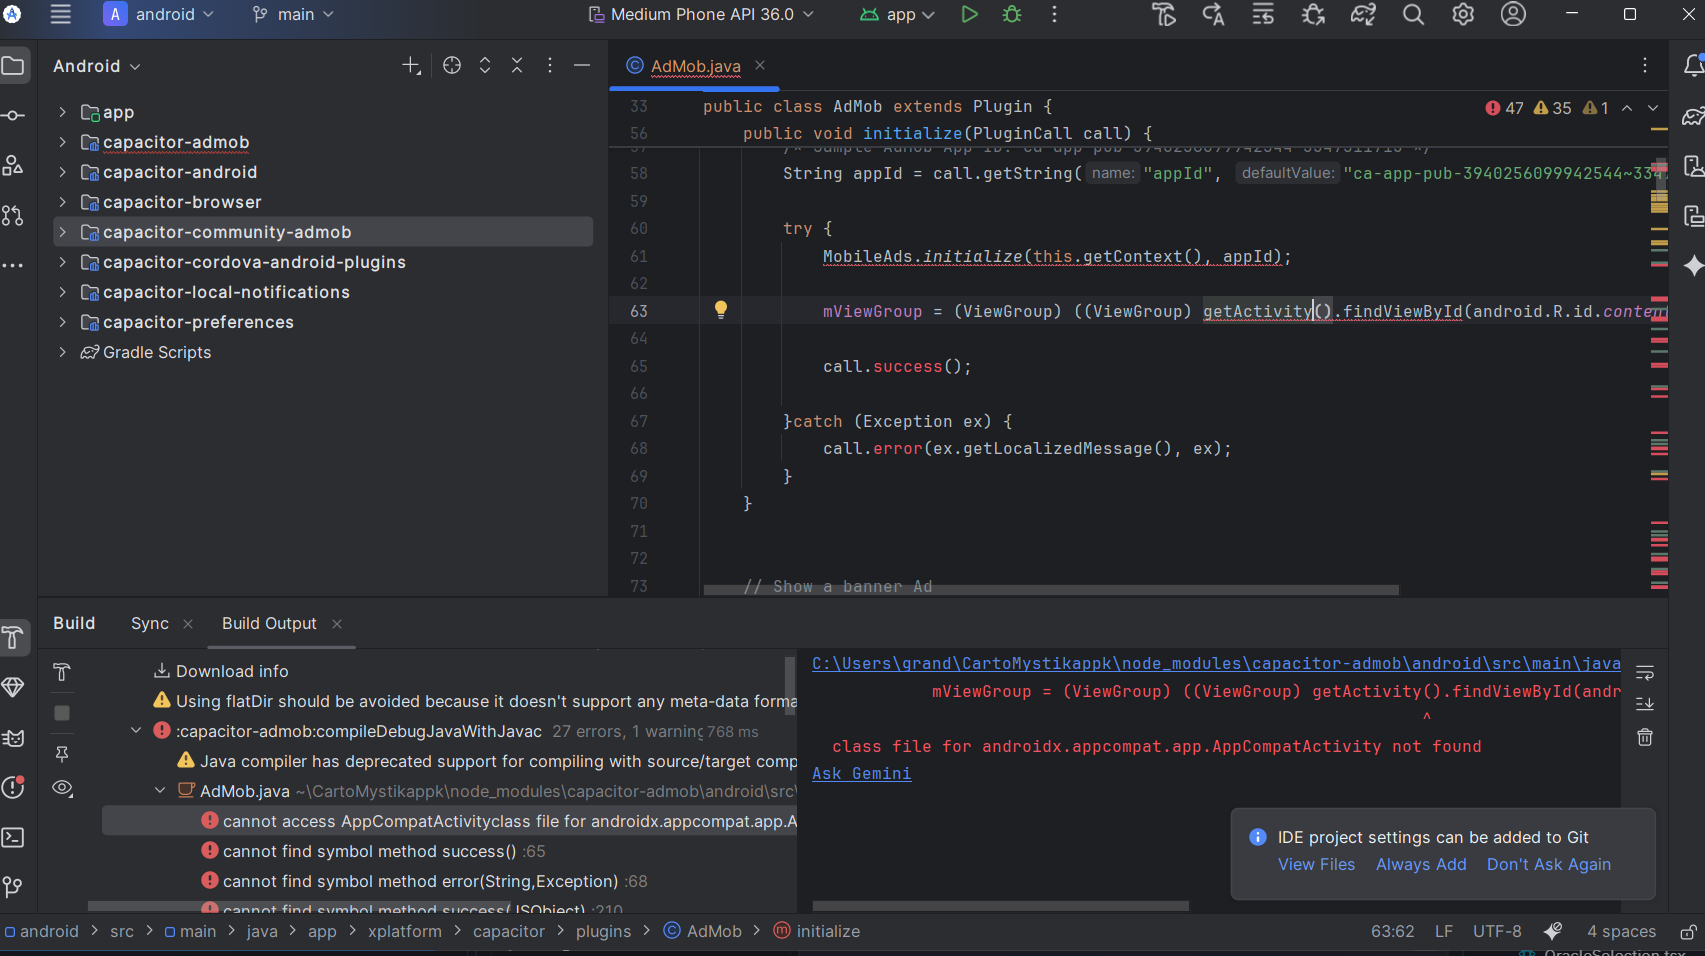 A android main Medium Phone API 36.0 app
Android
AdMob.java
app
capacitor-admob
capacitor-android
capacitor-browser
capacitor-community-admob
capacitor-cordova-android-plugins
capacitor-local-notifications
capacitor-preferences
Gradle Scripts
47 35 1
33 public class AdMob extends Plugin {
56 public void initialize(PluginCall call) {
58 String appId = call.getString( name: "appId", defaultValue: "ca-app-pub-3940256099942544~334
59
60 try {
61 MobileAds.initialize(this.getContext(), appId);
62
63 mViewGroup = (ViewGroup) ((ViewGroup) getActivity().findViewById(android.R.id.conten
64
65 call.success();
66
67 }catch (Exception ex) {
68 call.error(ex.getLocalizedMessage(), ex);
69 }
70 }
71
72
73 // Show a banner Ad
Build Sync Build Output
Download info
Using flatDir should be avoided because it doesn't support any meta-data forma
:capacitor-admob:compileDebugJavaWithJavac 27 errors, 1 warning 768 ms
Java compiler has deprecated support for compiling with source/target comp
AdMob.java ~\CartoMystikappk\node_modules\capacitor-admob\android\src\
cannot access AppCompatActivityclass file for androidx.appcompat.app.A
cannot find symbol method success() :65
cannot find symbol method error(String,Exception) :68
cannot find symbol method success(JSObject) :210
C:\Users\grand\CartoMystikappk\node_modules\capacitor-admob\android\src\main\java
mViewGroup = (ViewGroup) ((ViewGroup) getActivity().findViewById(andr
^
class file for androidx.appcompat.app.AppCompatActivity not found
Ask Gemini
IDE project settings can be added to Git
View Files Always Add Don't Ask Again
android > src > main > java > app > xplatform > capacitor > plugins > AdMob > initialize
63:62 LF UTF-8 4 spaces
OracleSelection.tsx